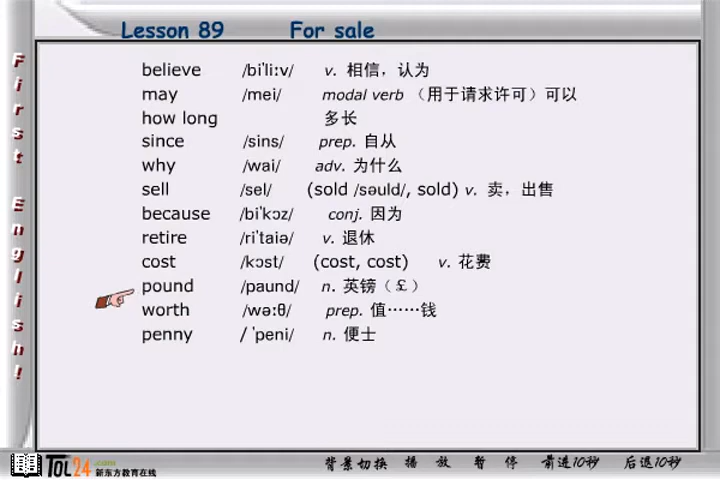 Lesson 89 For sale
First English!
believe /bi'li:v/ v. 相信，认为
may /mei/ modal verb （用于请求许可）可以
how long 多长
since /sins/ prep. 自从
why /wai/ adv. 为什么
sell /sel/ (sold /səuld/, sold) v. 卖，出售
because /bi'kɔz/ conj. 因为
retire /ri'taiə/ v. 退休
cost /kɔst/ (cost, cost) v. 花费
pound /paund/ n. 英镑（£）
worth /wə:θ/ prep. 值……钱
penny / 'peni/ n. 便士
TOL24.com 新东方教育在线
背景切换 播放 暂停 前进10秒 后退10秒